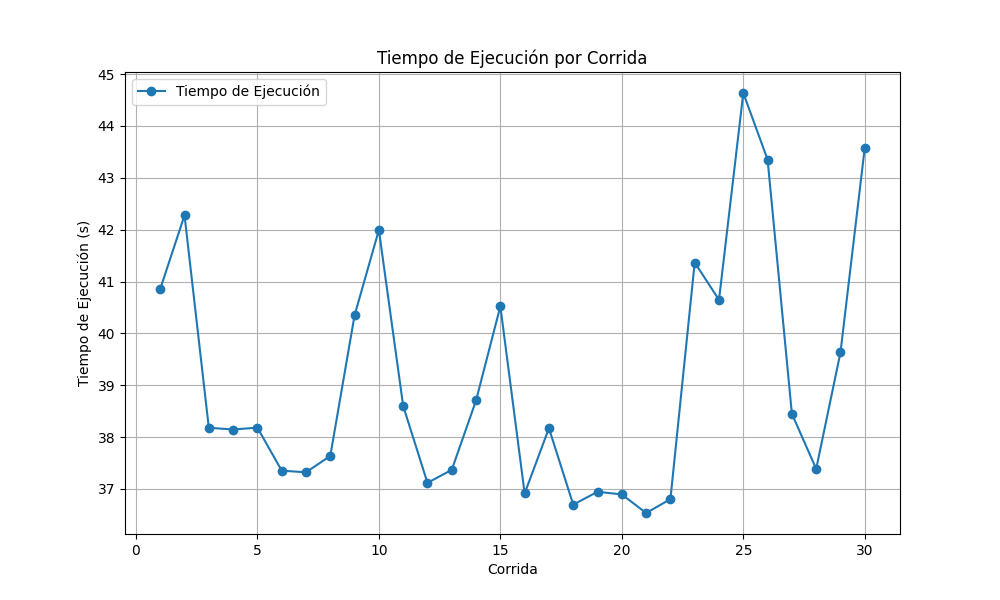 Tiempo de Ejecución por Corrida
Tiempo de Ejecución
Tiempo de Ejecución (s)
45
44
43
42
41
40
39
38
37
0 5 10 15 20 25 30
Corrida